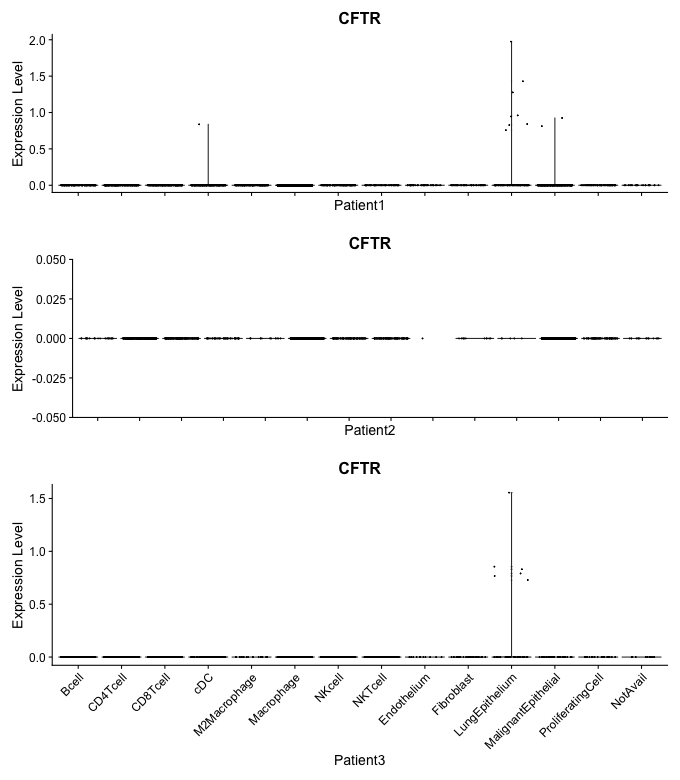 CFTR
Expression Level
2.0
1.5
1.0
0.5
0.0
Patient1
CFTR
Expression Level
0.050
0.025
0.000
-0.025
-0.050
Patient2
CFTR
Expression Level
1.5
1.0
0.5
0.0
Bcell
CD4Tcell
CD8Tcell
cDC
M2Macrophage
Macrophage
NKcell
NKTcell
Endothelium
Fibroblast
LungEpithelium
MalignantEpithelial
ProliferatingCell
NotAvail
Patient3